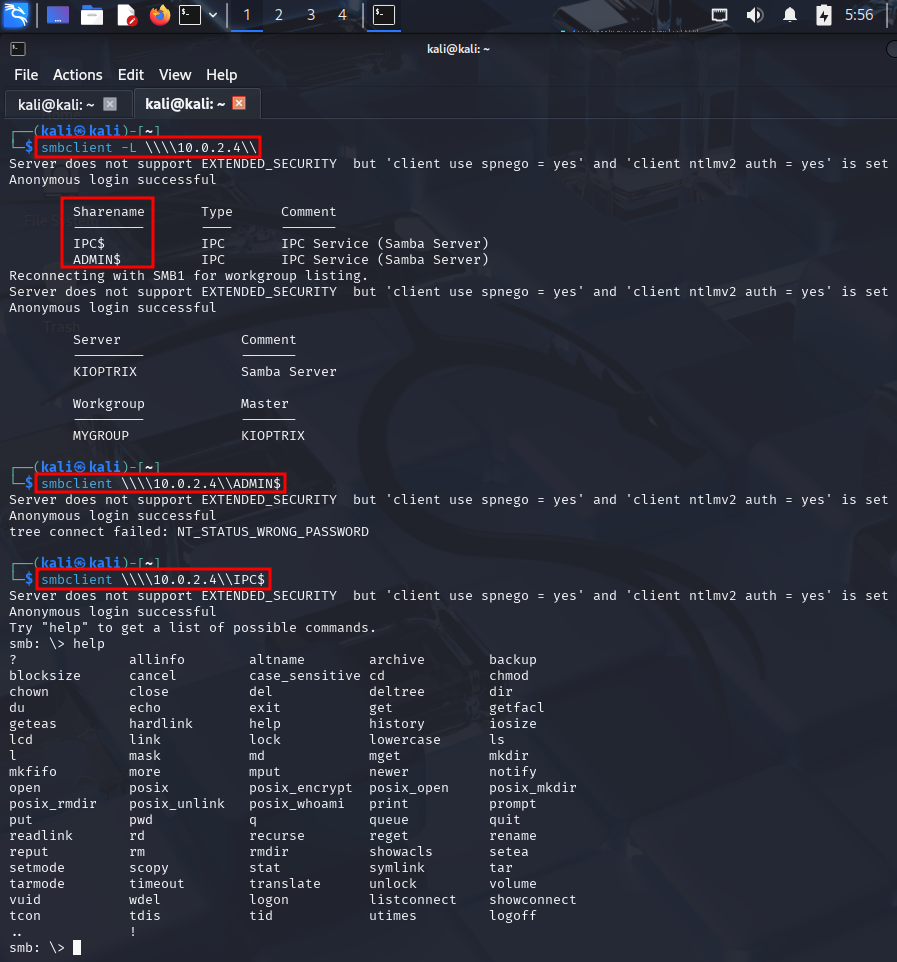 1 2 3 4 5:56
kali@kali: ~
File Actions Edit View Help
kali@kali: ~ kali@kali: ~
┌──(kali㉿kali)-[~]
└─$ smbclient -L \\\\10.0.2.4\\
Server does not support EXTENDED_SECURITY  but 'client use spnego = yes' and 'client ntlmv2 auth = yes' is set
Anonymous login successful
Sharename       Type      Comment
---------       ----      -------
IPC$            IPC       IPC Service (Samba Server)
ADMIN$          IPC       IPC Service (Samba Server)
Reconnecting with SMB1 for workgroup listing.
Server does not support EXTENDED_SECURITY  but 'client use spnego = yes' and 'client ntlmv2 auth = yes' is set
Anonymous login successful
Trash
Server               Comment
---------            -------
KIOPTRIX             Samba Server
Workgroup            Master
---------            -------
MYGROUP              KIOPTRIX
┌──(kali㉿kali)-[~]
└─$ smbclient \\\\10.0.2.4\\ADMIN$
Server does not support EXTENDED_SECURITY  but 'client use spnego = yes' and 'client ntlmv2 auth = yes' is set
Anonymous login successful
tree connect failed: NT_STATUS_WRONG_PASSWORD
┌──(kali㉿kali)-[~]
└─$ smbclient \\\\10.0.2.4\\IPC$
Server does not support EXTENDED_SECURITY  but 'client use spnego = yes' and 'client ntlmv2 auth = yes' is set
Anonymous login successful
Try "help" to get a list of possible commands.
smb: \> help
?              allinfo        altname        archive        backup
blocksize      cancel         case_sensitive cd             chmod
chown          close          del            deltree        dir
du             echo           exit           get            getfacl
geteas         hardlink       help           history        iosize
lcd            link           lock           lowercase      ls
l              mask           md             mget           mkdir
mkfifo         more           mput           newer          notify
open           posix          posix_encrypt  posix_open     posix_mkdir
posix_rmdir    posix_unlink   posix_whoami   print          prompt
put            pwd            q              queue          quit
readlink       rd             recurse        reget          rename
reput          rm             rmdir          showacls       setea
setmode        scopy          stat           symlink        tar
tarmode        timeout        translate      unlock         volume
vuid           wdel           logon          listconnect    showconnect
tcon           tdis           tid            utimes         logoff
..             !
smb: \>